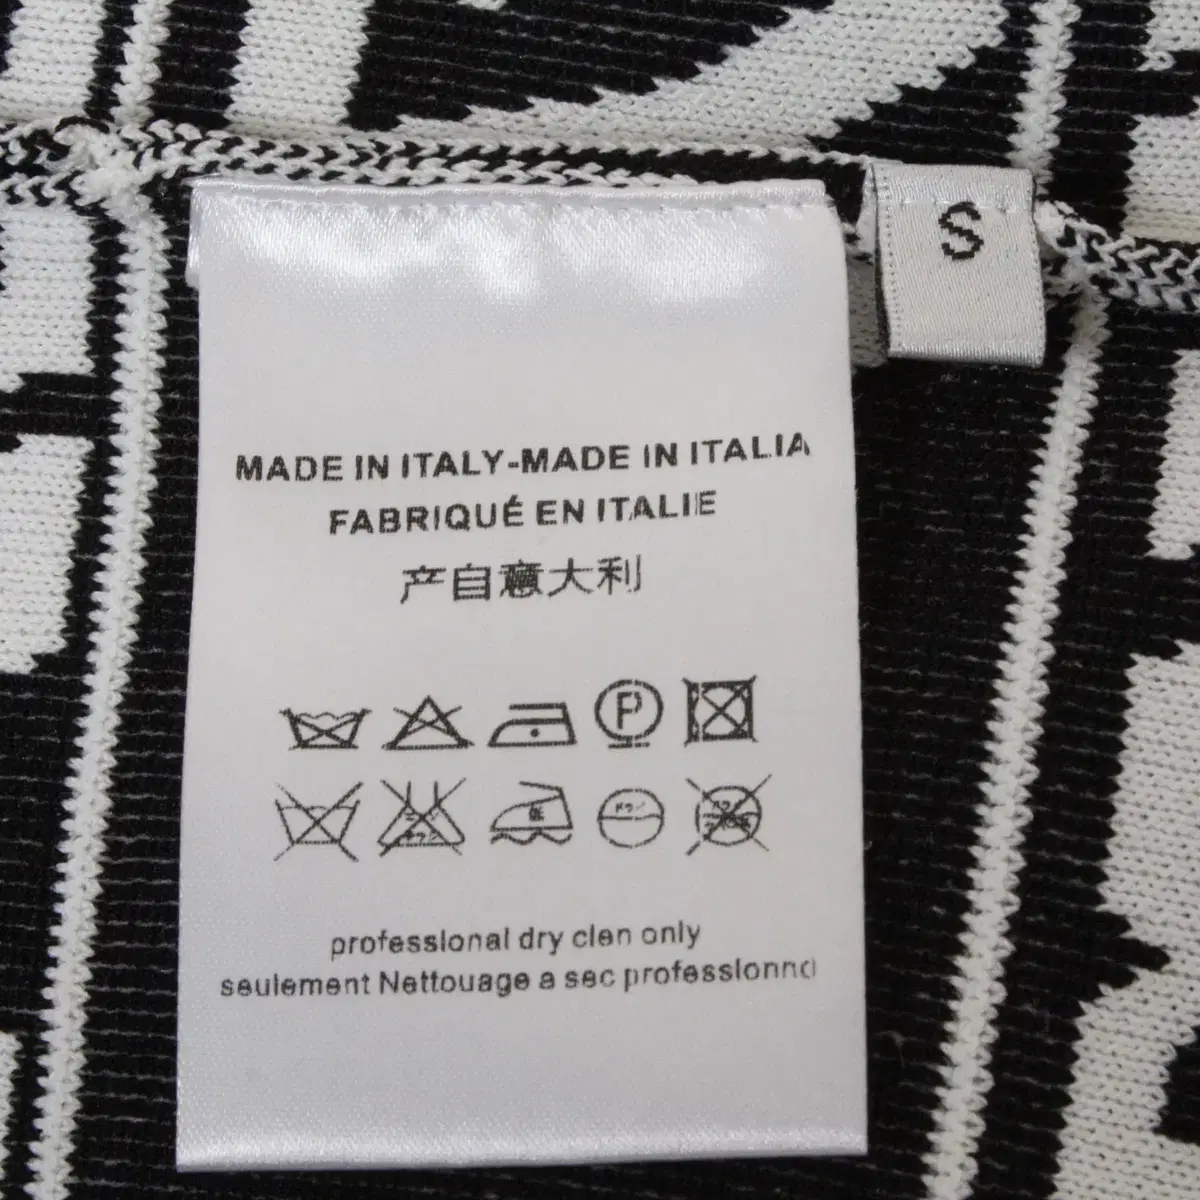 S
MADE IN ITALY-MADE IN ITALIA
FABRIQUÉ EN ITALIE
产自意大利
P
professional dry clen only
seulement Nettouage a sec professionnol